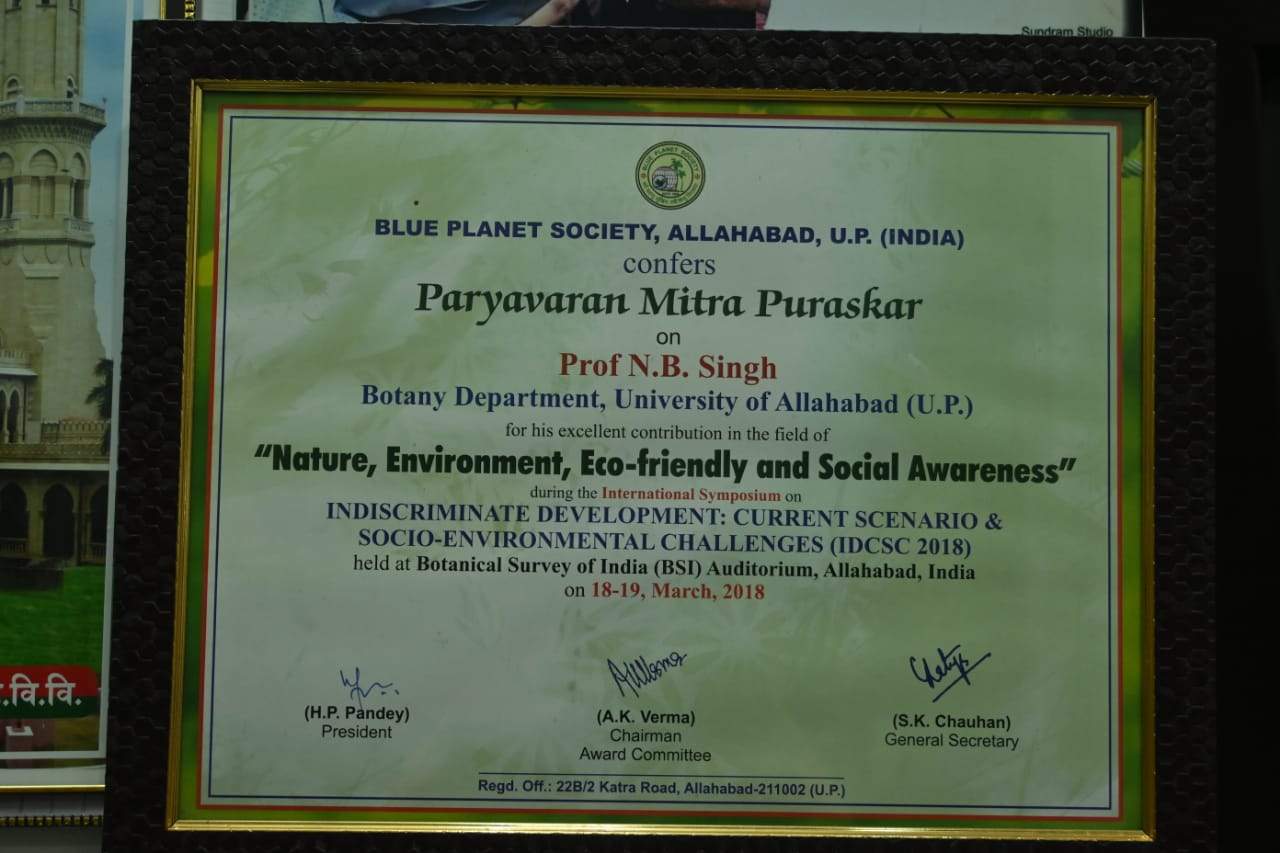 Sundram Studio
BLUE PLANET SOCIETY
BLUE PLANET SOCIETY, ALLAHABAD, U.P. (INDIA)
confers
Paryavaran Mitra Puraskar
on
Prof N.B. Singh
Botany Department, University of Allahabad (U.P.)
for his excellent contribution in the field of
“Nature, Environment, Eco-friendly and Social Awareness”
during the International Symposium on
INDISCRIMINATE DEVELOPMENT: CURRENT SCENARIO &
SOCIO-ENVIRONMENTAL CHALLENGES (IDCSC 2018)
held at Botanical Survey of India (BSI) Auditorium, Allahabad, India
on 18-19, March, 2018
(H.P. Pandey)
President
(A.K. Verma)
Chairman
Award Committee
(S.K. Chauhan)
General Secretary
Regd. Off.: 22B/2 Katra Road, Allahabad-211002 (U.P.)
.वि.वि.